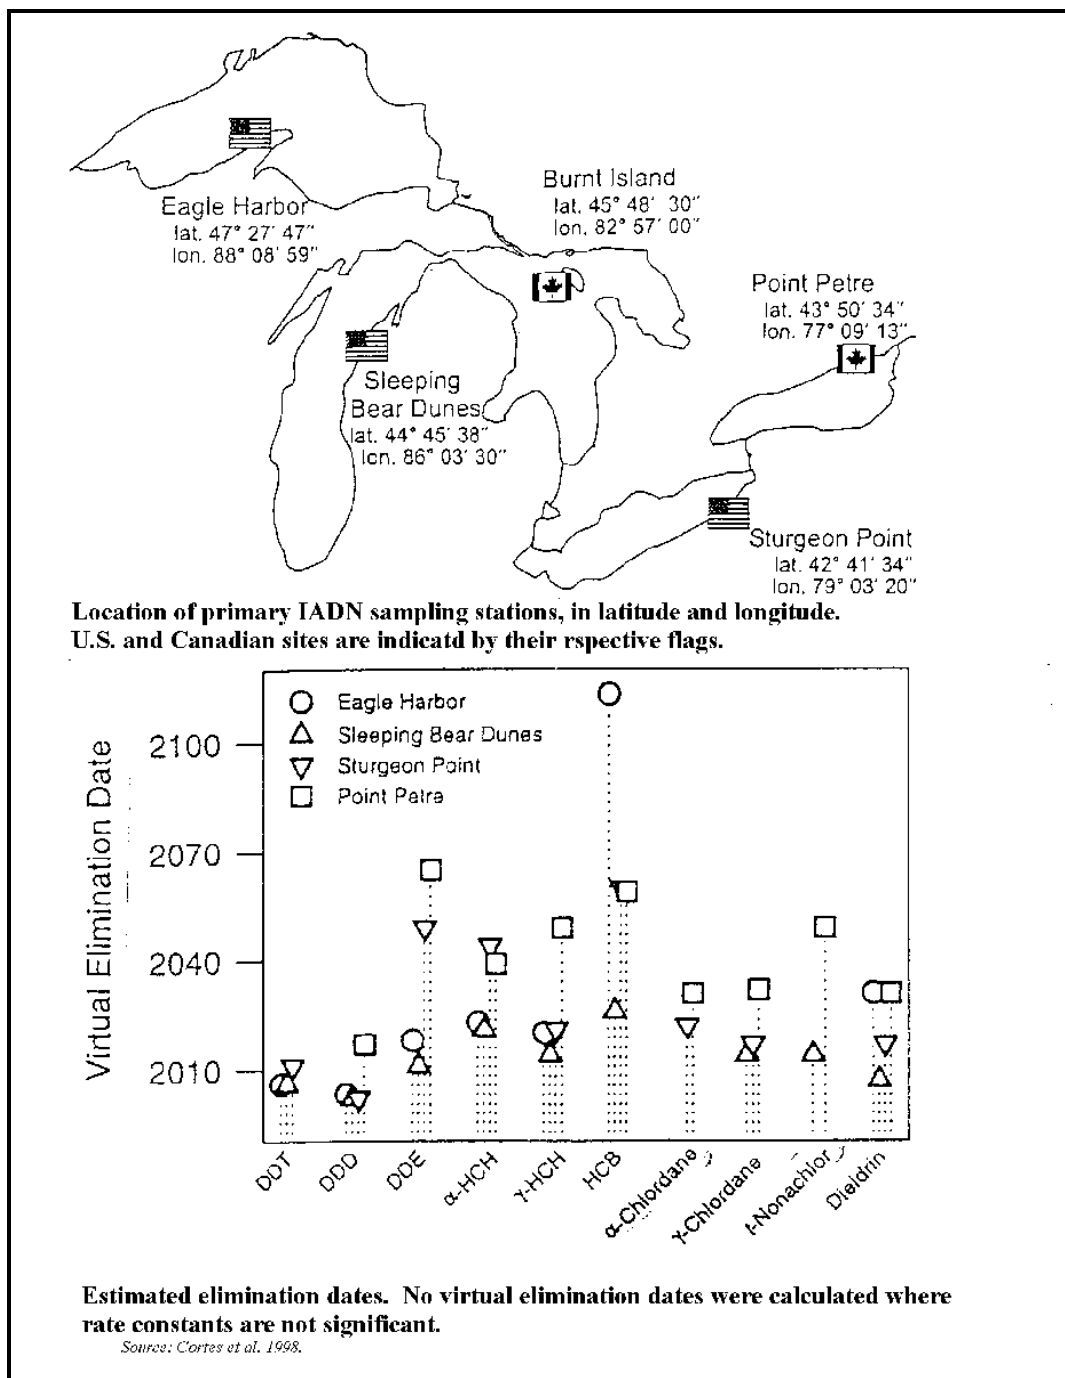 Eagle Harbor
lat. 47° 27′ 47″
lon. 88° 08′ 59″
Burnt Island
lat. 45° 48′ 30″
lon. 82° 57′ 00″
Point Petre
lat. 43° 50′ 34″
lon. 77° 09′ 13″
Sleeping
Bear Dunes
lat. 44° 45′ 38″
lon. 86° 03′ 30″
Sturgeon Point
lat. 42° 41′ 34″
lon. 79° 03′ 20″
Location of primary IADN sampling stations, in latitude and longitude.
U.S. and Canadian sites are indicatd by their rspective flags.
Virtual Elimination Date
2100
2070
2040
2010
Eagle Harbor
Sleeping Bear Dunes
Sturgeon Point
Point Petre
DDT
DDD
DDE
α-HCH
γ-HCH
HCB
α-Chlordane
γ-Chlordane
t-Nonachlor
Dieldrin
Estimated elimination dates. No virtual elimination dates were calculated where
rate constants are not significant.
Source: Cortes et al. 1998.